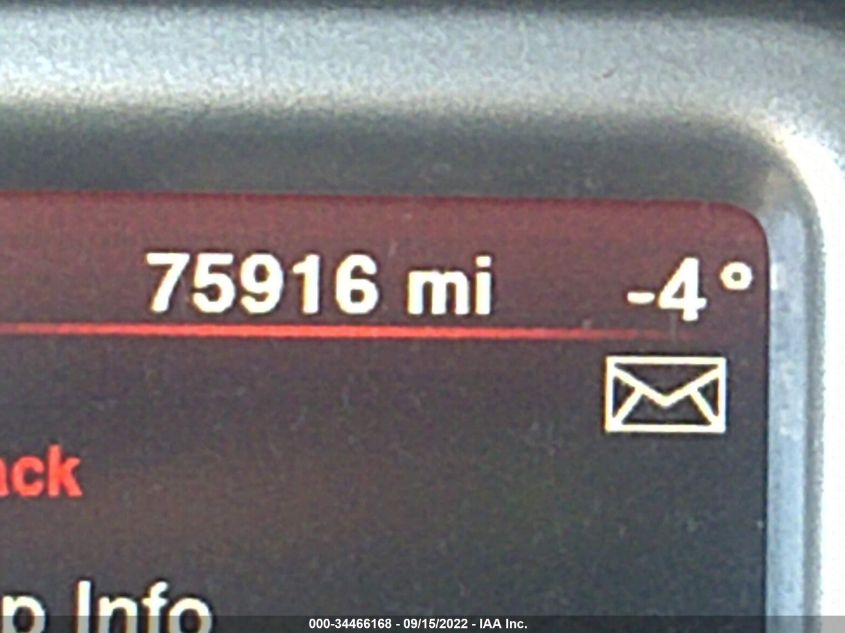 75916 mi -4°
ack
p Info
000-34466168 - 09/15/2022 - IAA Inc.